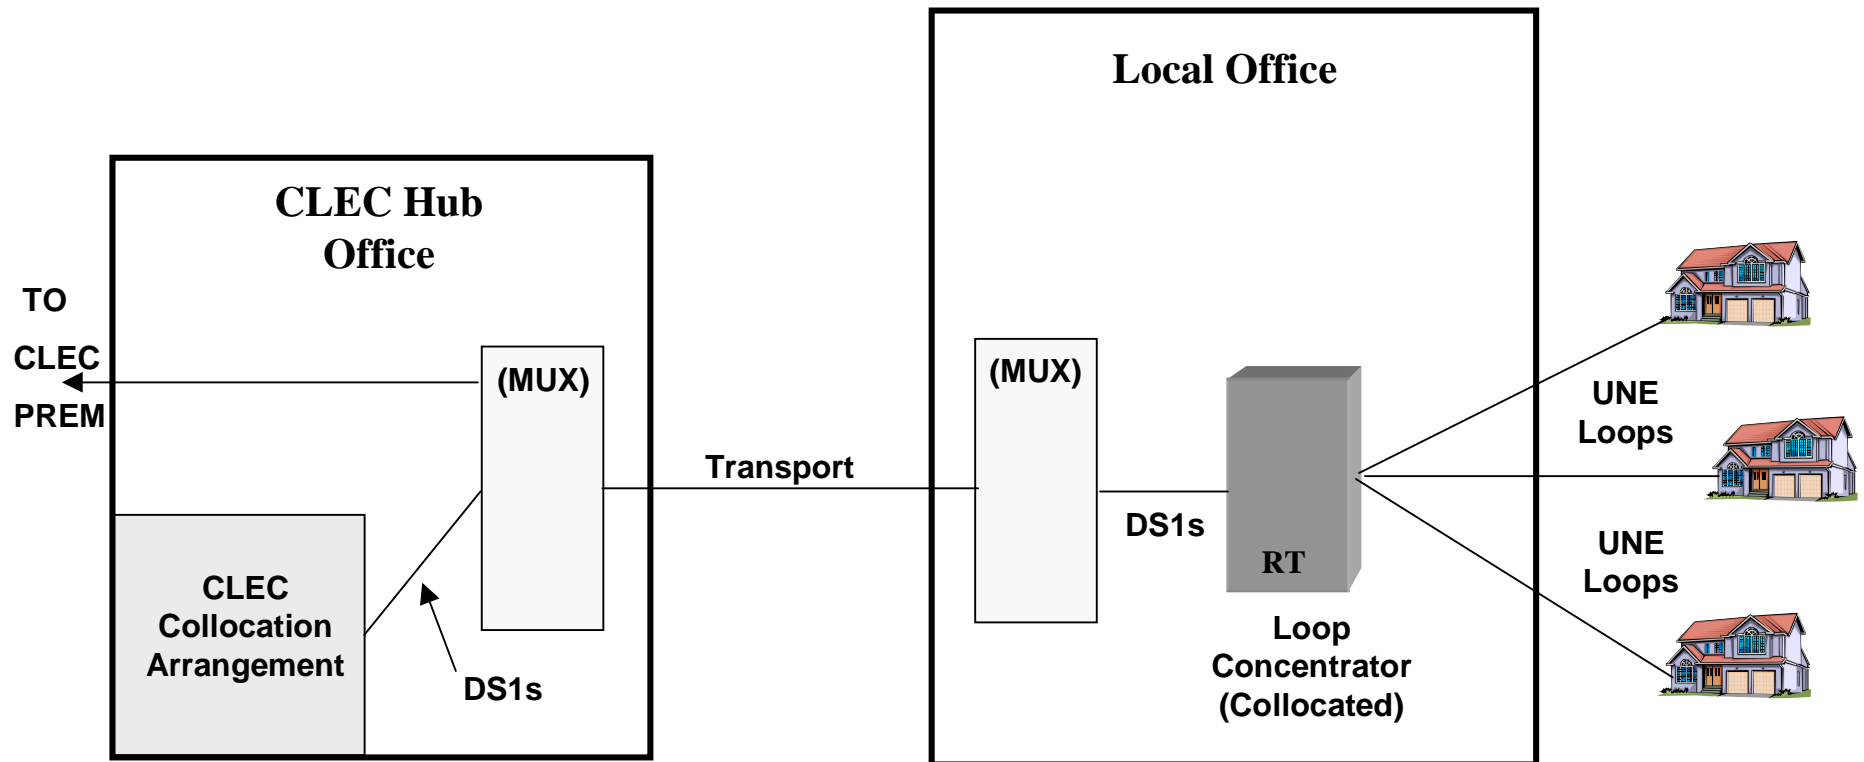 Local Office
CLEC Hub
Office
TO
CLEC
PREM
(MUX)
CLEC
Collocation
Arrangement
DS1s
Transport
(MUX)
DS1s
RT
Loop
Concentrator
(Collocated)
UNE
Loops
UNE
Loops